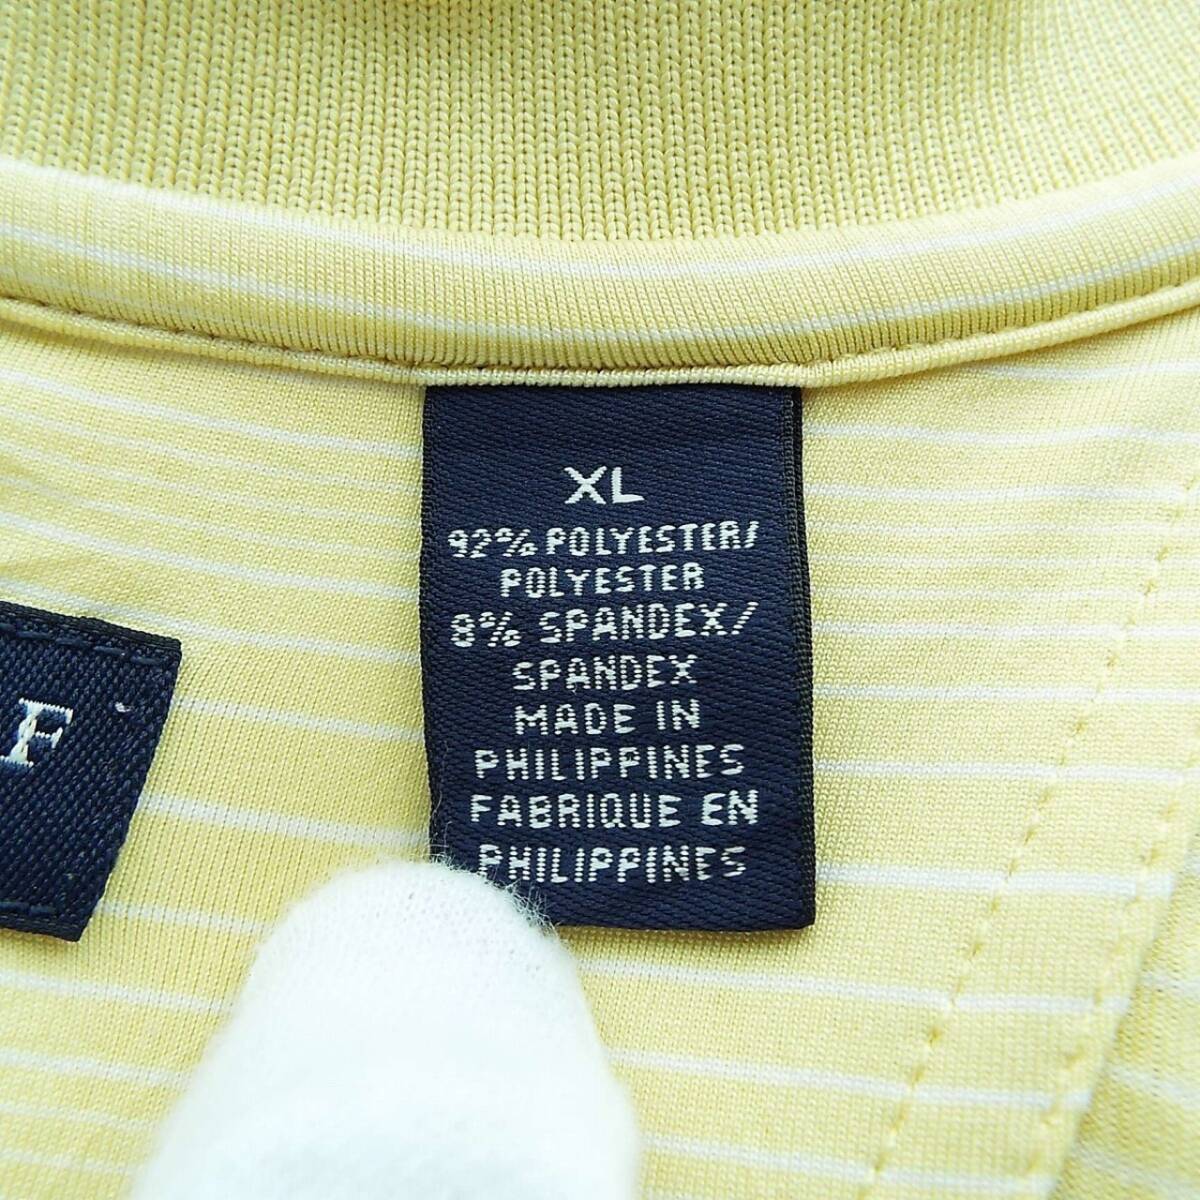 XL
92% POLYESTER/
POLYESTER
8% SPANDEX/
SPANDEX
MADE IN
PHILIPPINES
FABRIQUE EN
PHILIPPINES
F